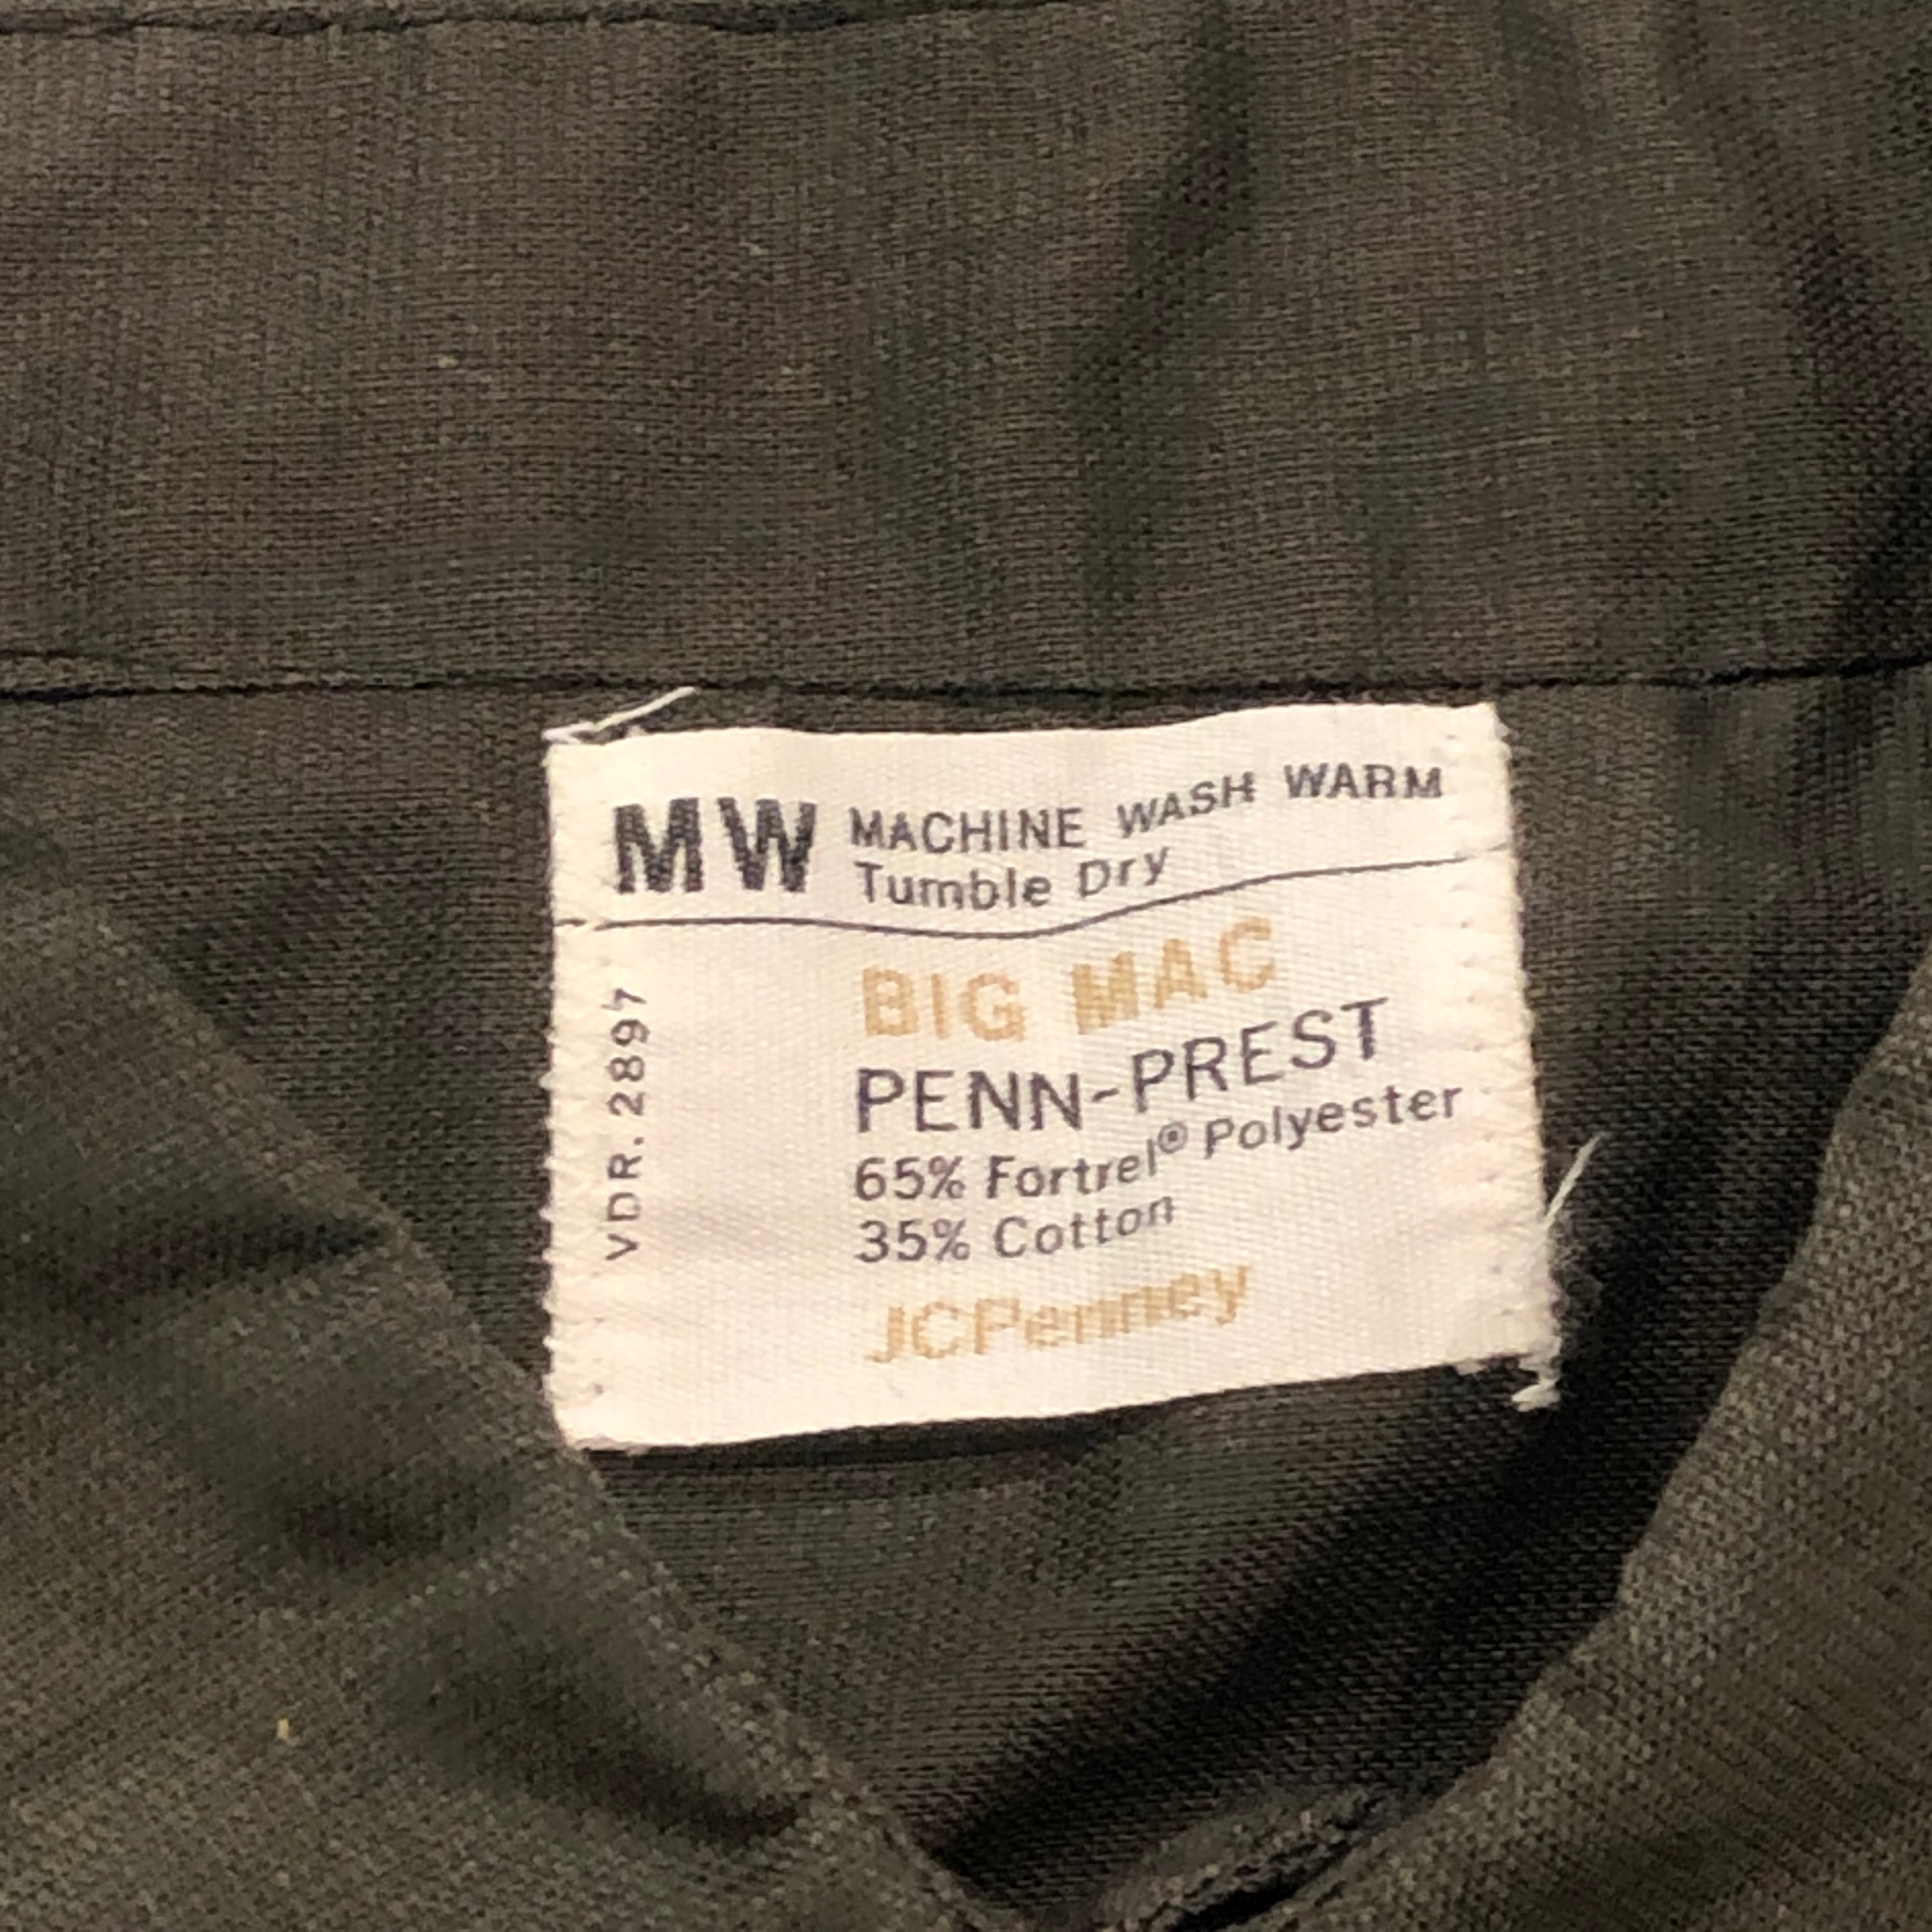 MW MACHINE WASH WARM
Tumble Dry
BIG MAC
PENN-PREST
65% Fortrel® Polyester
35% Cotton
JCPenney
VDR. 2897